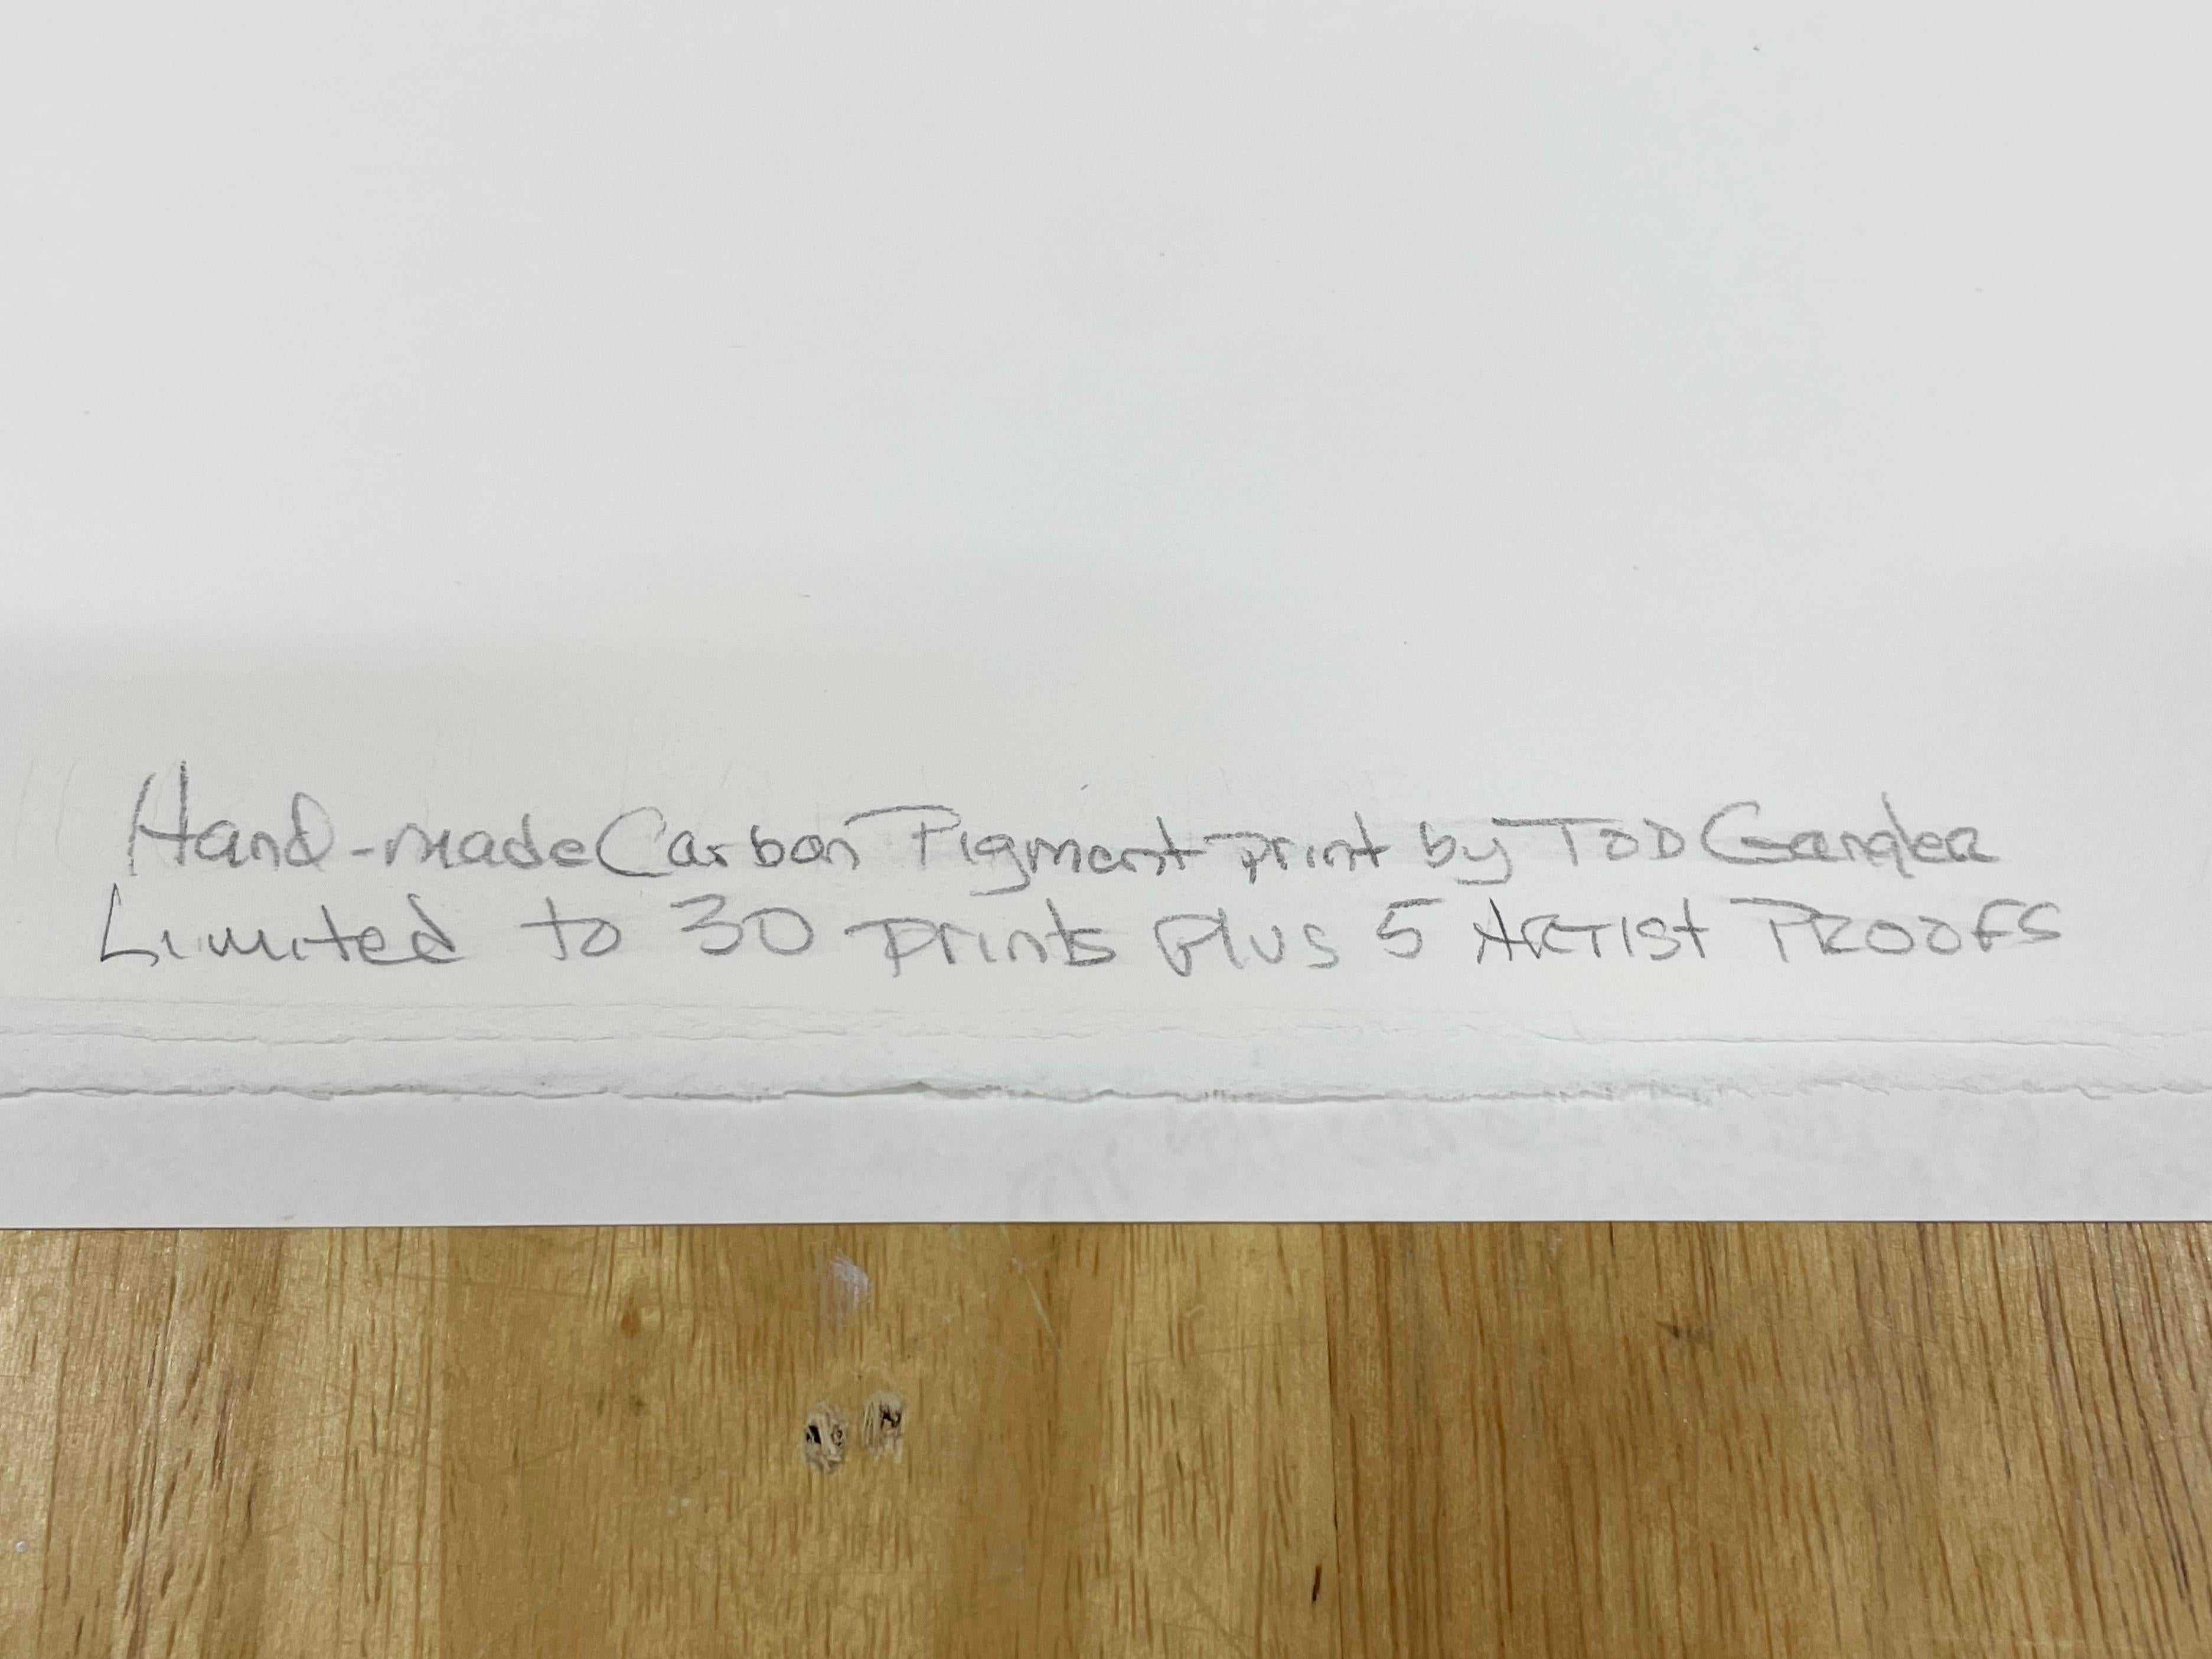 Hand-made Carbon Pigment print by Tod Gangler
Limited to 30 prints Plus 5 ARTIST PROOFS